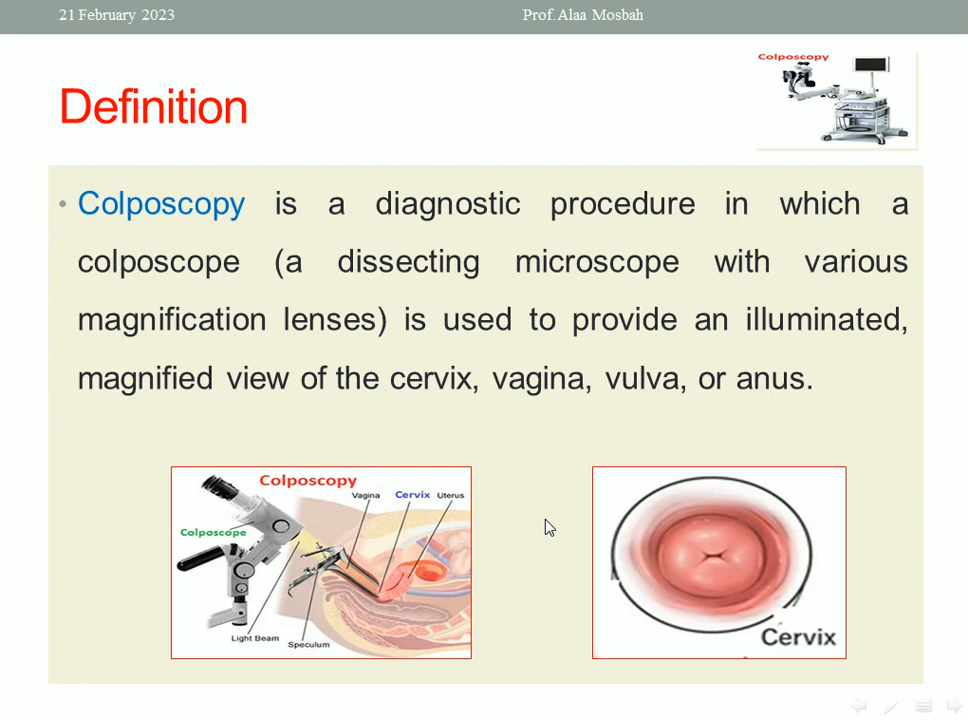 21 February 2023
Prof. Alaa Mosbah
Colposcopy
Definition
• Colposcopy is a diagnostic procedure in which a
colposcope (a dissecting microscope with various
magnification lenses) is used to provide an illuminated,
magnified view of the cervix, vagina, vulva, or anus.
Colposcopy
Vagina Cervix Uterus
Colposcope
Light Beam
Speculum
Cervix